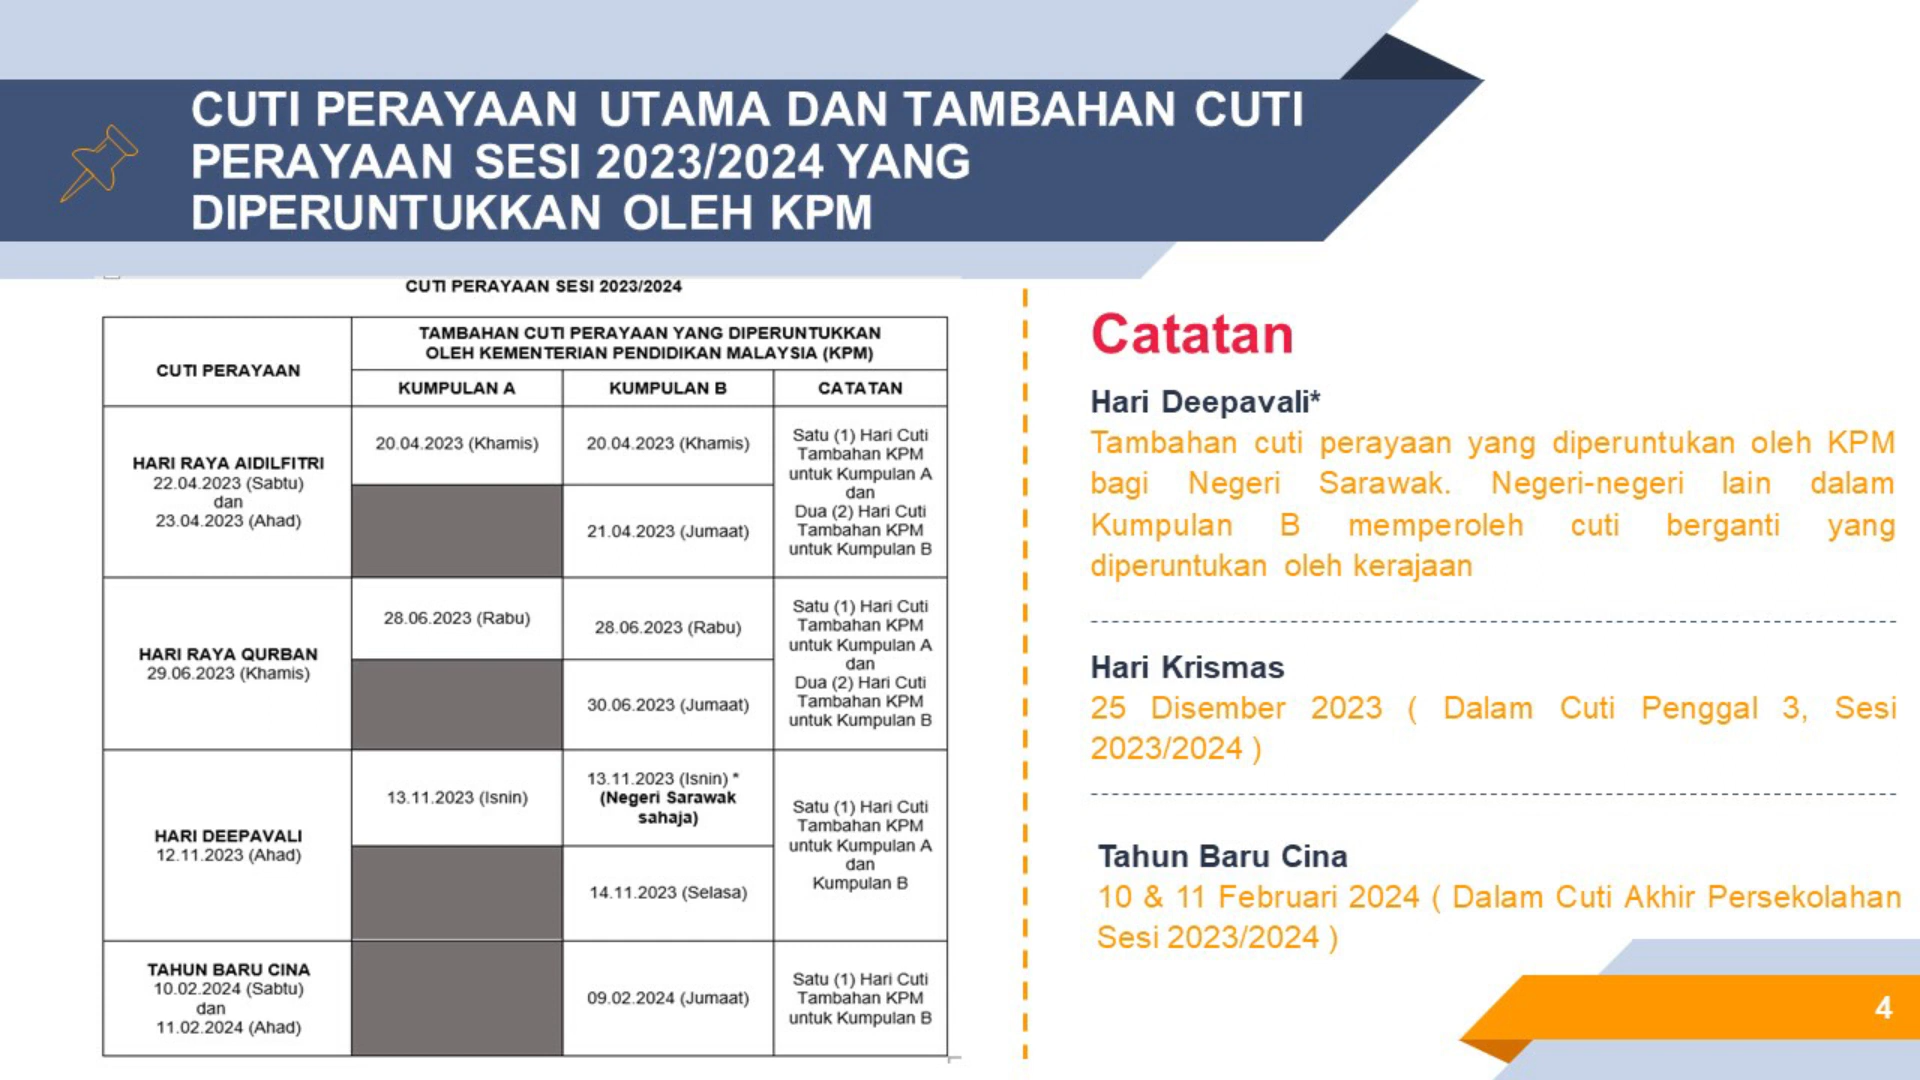 CUTI PERAYAAN UTAMA DAN TAMBAHAN CUTI
PERAYAAN SESI 2023/2024 YANG
DIPERUNTUKKAN OLEH KPM
CUTI PERAYAAN SESI 2023/2024
CUTI PERAYAAN
TAMBAHAN CUTI PERAYAAN YANG DIPERUNTUKKAN
OLEH KEMENTERIAN PENDIDIKAN MALAYSIA (KPM)
KUMPULAN A
KUMPULAN B
CATATAN
HARI RAYA AIDILFITRI
22.04.2023 (Sabtu)
dan
23.04.2023 (Ahad)
20.04.2023 (Khamis)
20.04.2023 (Khamis)
21.04.2023 (Jumaat)
Satu (1) Hari Cuti
Tambahan KPM
untuk Kumpulan A
dan
Dua (2) Hari Cuti
Tambahan KPM
untuk Kumpulan B
HARI RAYA QURBAN
29.06.2023 (Khamis)
28.06.2023 (Rabu)
28.06.2023 (Rabu)
30.06.2023 (Jumaat)
Satu (1) Hari Cuti
Tambahan KPM
untuk Kumpulan A
dan
Dua (2) Hari Cuti
Tambahan KPM
untuk Kumpulan B
HARI DEEPAVALI
12.11.2023 (Ahad)
13.11.2023 (Isnin)
13.11.2023 (Isnin) *
(Negeri Sarawak
sahaja)
14.11.2023 (Selasa)
Satu (1) Hari Cuti
Tambahan KPM
untuk Kumpulan A
dan
Kumpulan B
TAHUN BARU CINA
10.02.2024 (Sabtu)
dan
11.02.2024 (Ahad)
09.02.2024 (Jumaat)
Satu (1) Hari Cuti
Tambahan KPM
untuk Kumpulan B
Catatan
Hari Deepavali*
Tambahan cuti perayaan yang diperuntukan oleh KPM
bagi Negeri Sarawak. Negeri-negeri lain dalam
Kumpulan B memperoleh cuti berganti yang
diperuntukan oleh kerajaan
Hari Krismas
25 Disember 2023 ( Dalam Cuti Penggal 3, Sesi
2023/2024 )
Tahun Baru Cina
10 & 11 Februari 2024 ( Dalam Cuti Akhir Persekolahan
Sesi 2023/2024 )
4